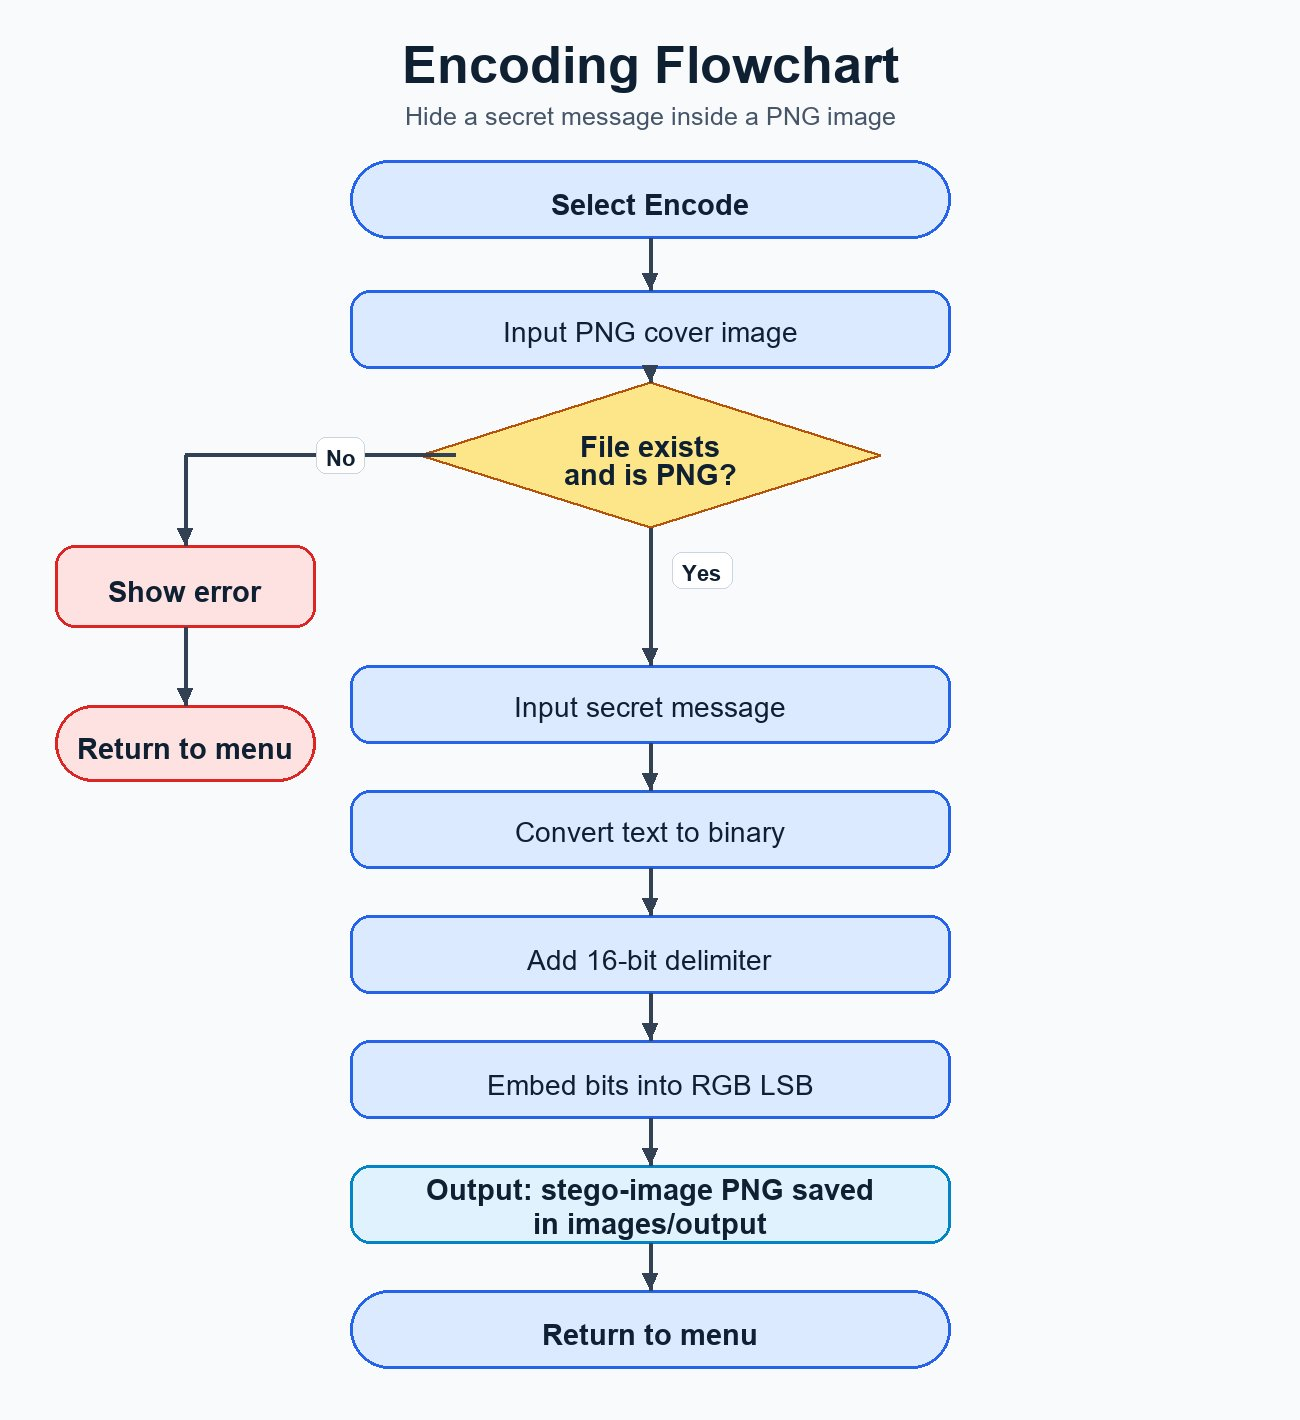 Encoding Flowchart
Hide a secret message inside a PNG image
Select Encode
Input PNG cover image
File exists
and is PNG?
No
Yes
Show error
Return to menu
Input secret message
Convert text to binary
Add 16-bit delimiter
Embed bits into RGB LSB
Output: stego-image PNG saved
in images/output
Return to menu